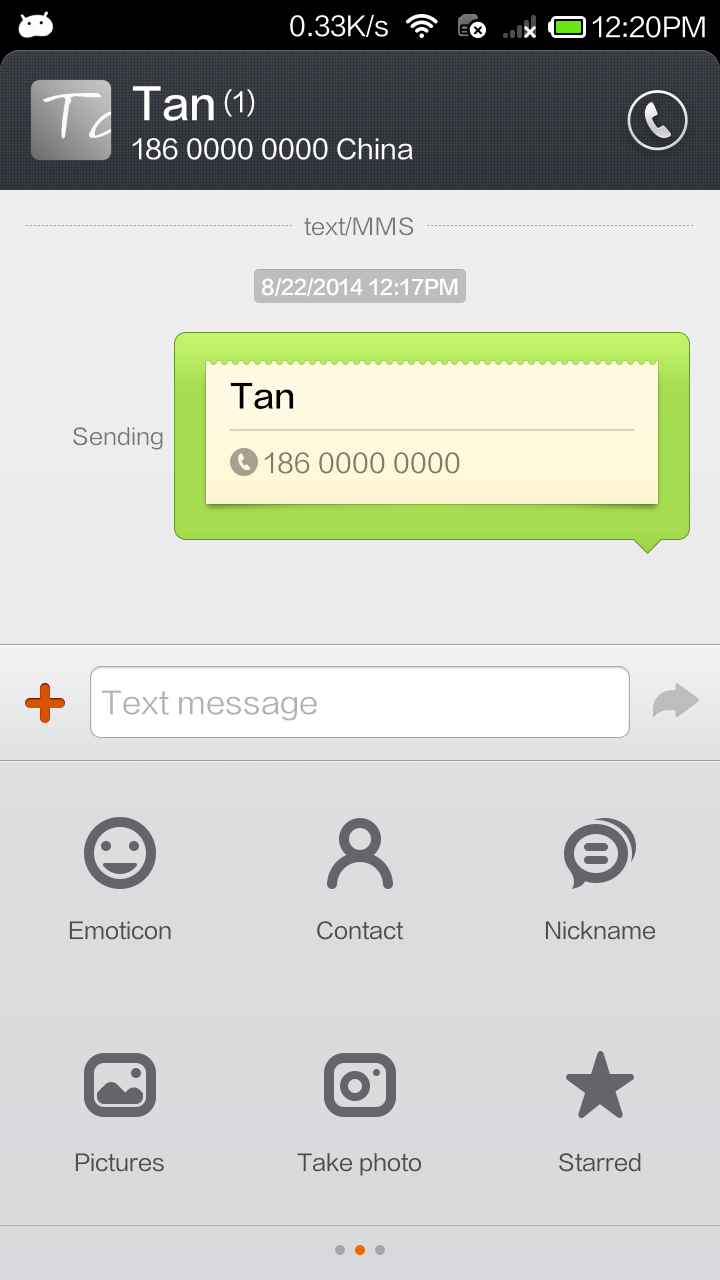 0.33K/s 12:20PM
Tan (1)
186 0000 0000 China
text/MMS
8/22/2014 12:17PM
Tan
Sending
186 0000 0000
Text message
Emoticon Contact Nickname
Pictures Take photo Starred